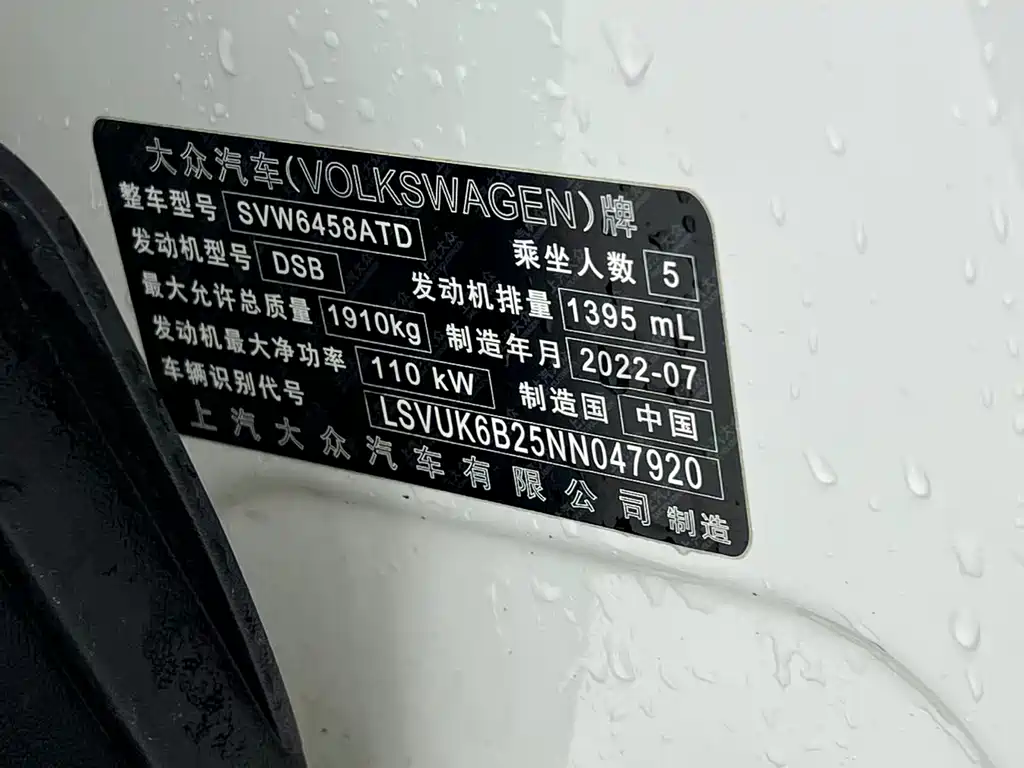 大众汽车(VOLKSWAGEN)牌
整车型号 SVW6458ATD 乘坐人数 5
发动机型号 DSB 发动机排量 1395 mL
最大允许总质量 1910kg 制造年月 2022-07
发动机最大净功率 110 kW 制造国 中国
车辆识别代号 LSVUK6B25NN047920
上汽大众汽车有限公司制造